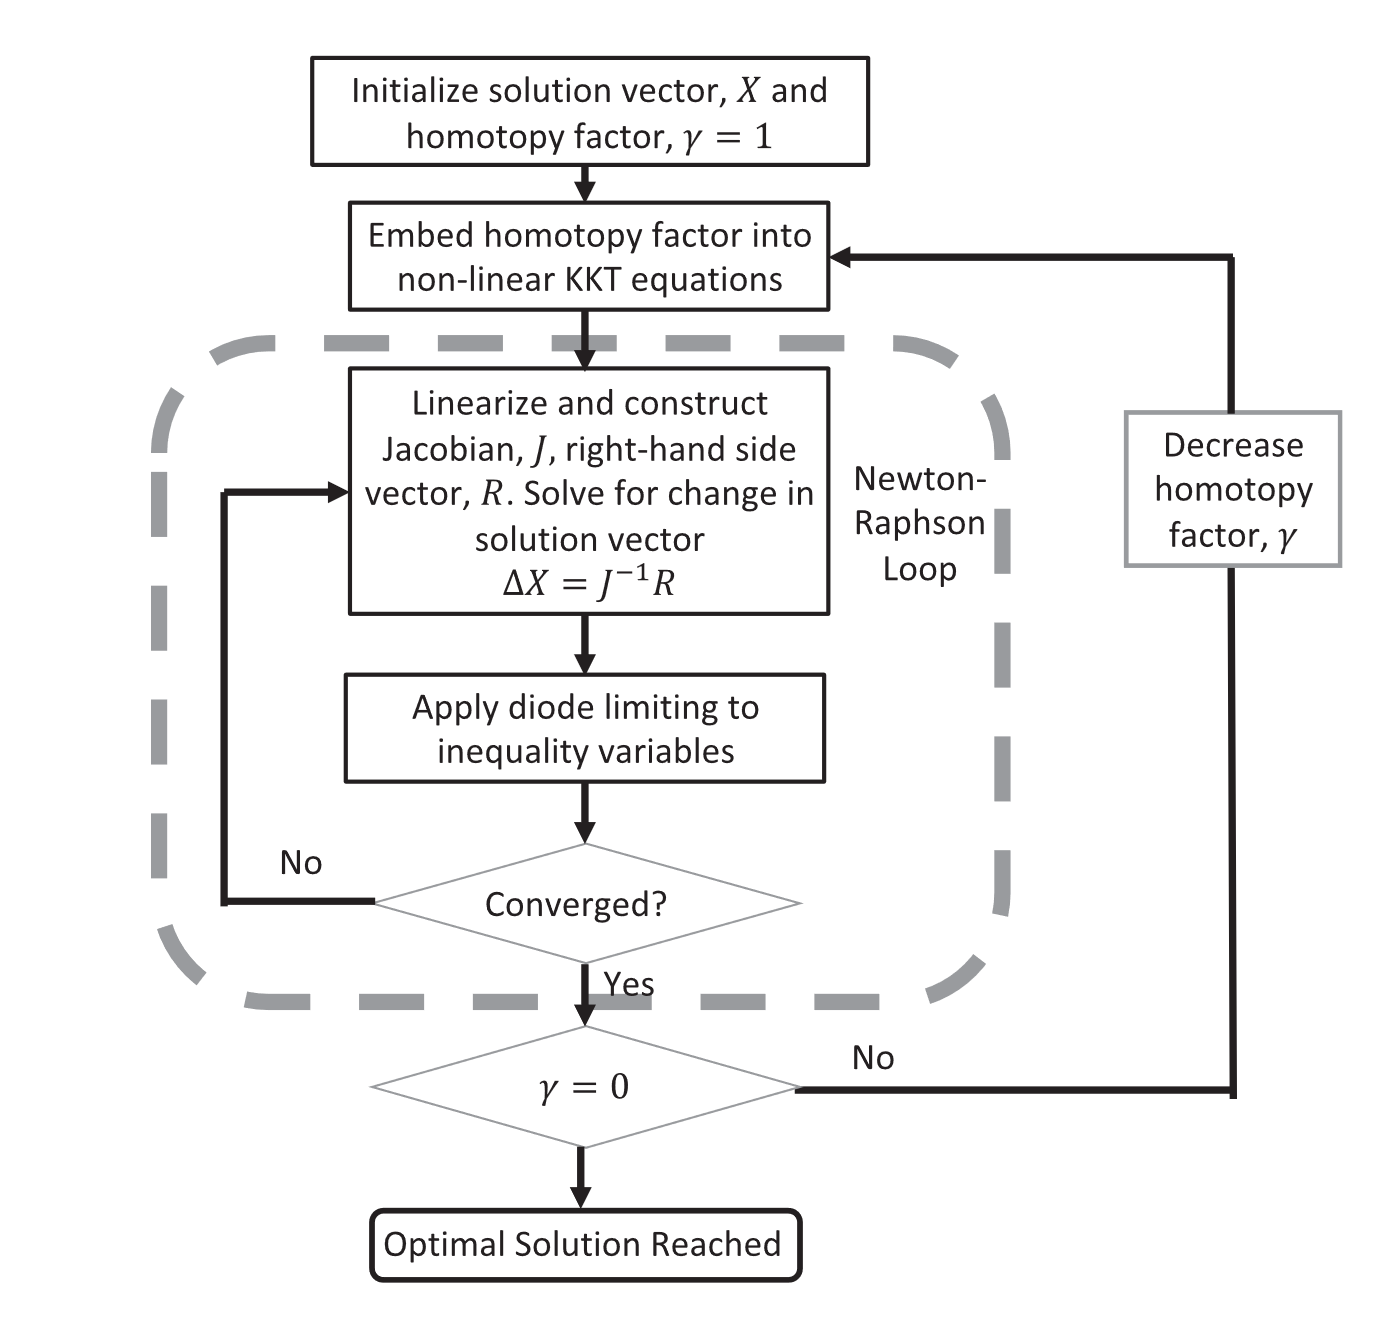 Initialize solution vector, X and
homotopy factor, γ = 1
Embed homotopy factor into
non-linear KKT equations
Linearize and construct
Jacobian, J, right-hand side
vector, R. Solve for change in
solution vector
ΔX = J⁻¹R
Newton-
Raphson
Loop
Decrease
homotopy
factor, γ
Apply diode limiting to
inequality variables
No
Converged?
Yes
No
γ = 0
Optimal Solution Reached